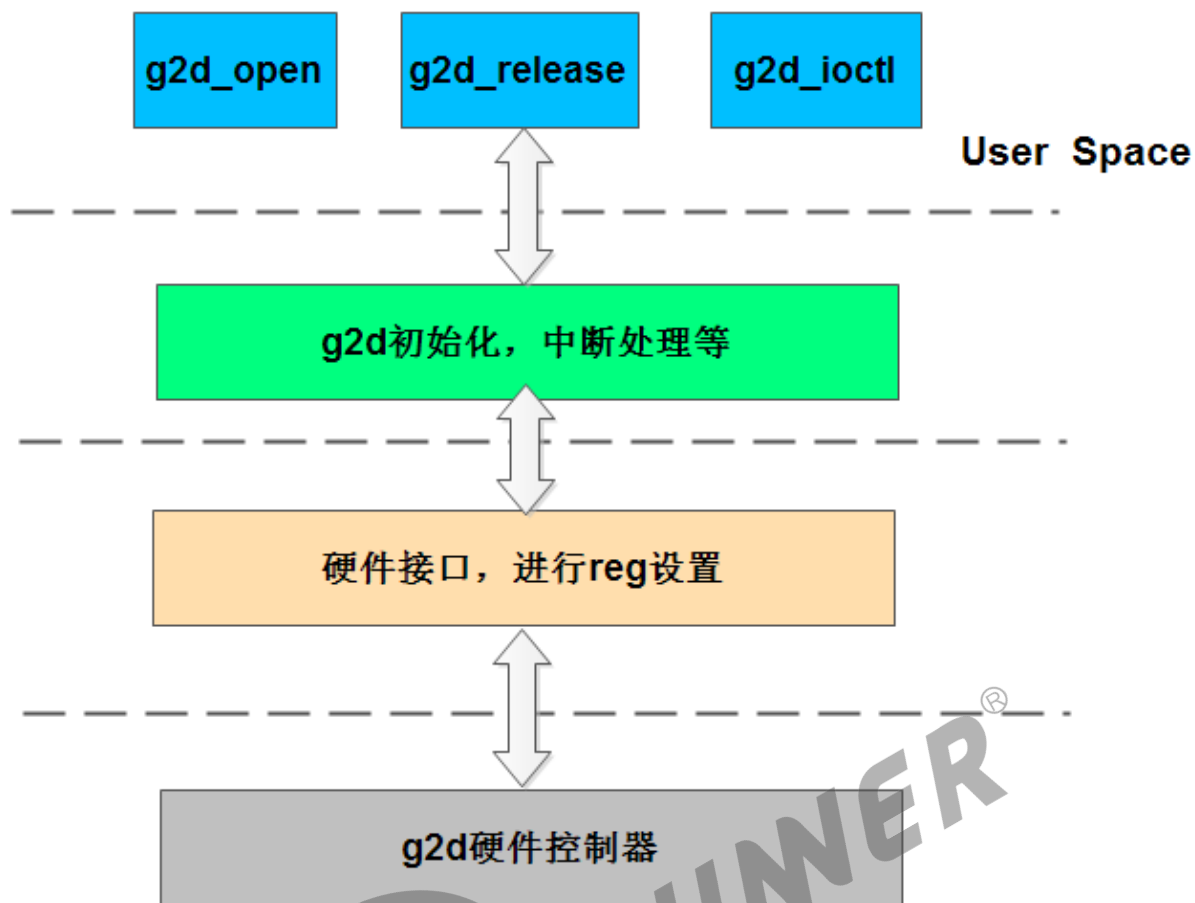 g2d_open
g2d_release
g2d_ioctl
User Space
g2d初始化，中断处理等
硬件接口，进行reg设置
®
g2d硬件控制器